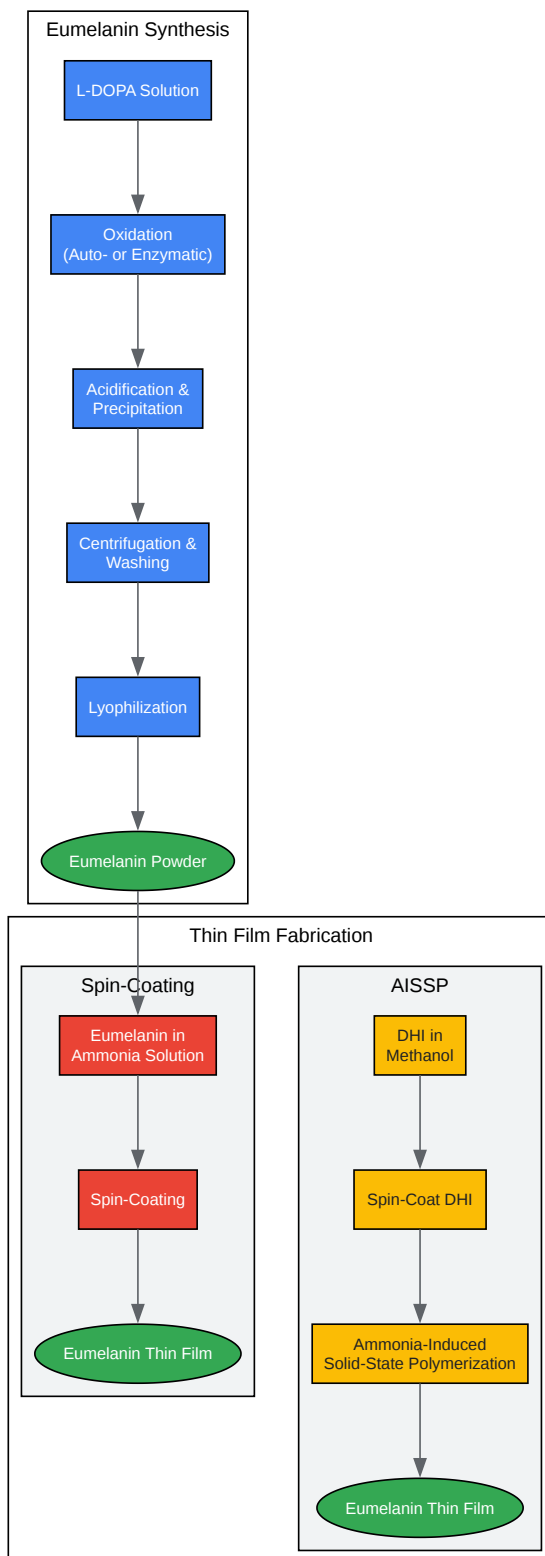 Eumelanin Synthesis
L-DOPA Solution
Oxidation
(Auto- or Enzymatic)
Acidification &
Precipitation
Centrifugation &
Washing
Lyophilization
Eumelanin Powder
Thin Film Fabrication
Spin-Coating
Eumelanin in
Ammonia Solution
Spin-Coating
Eumelanin Thin Film
AISSP
DHI in
Methanol
Spin-Coat DHI
Ammonia-Induced
Solid-State Polymerization
Eumelanin Thin Film